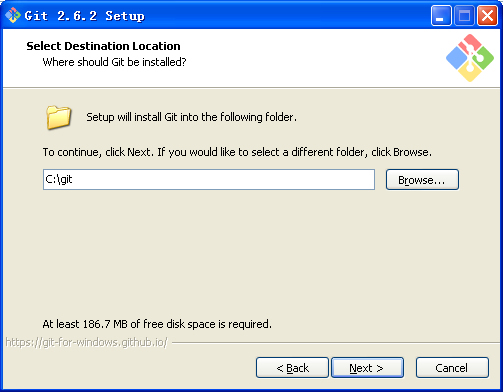 Git 2.6.2 Setup
Select Destination Location
Where should Git be installed?
Setup will install Git into the following folder.
To continue, click Next. If you would like to select a different folder, click Browse.
C:\git
Browse...
At least 186.7 MB of free disk space is required.
https://git-for-windows.github.io/
< Back
Next >
Cancel